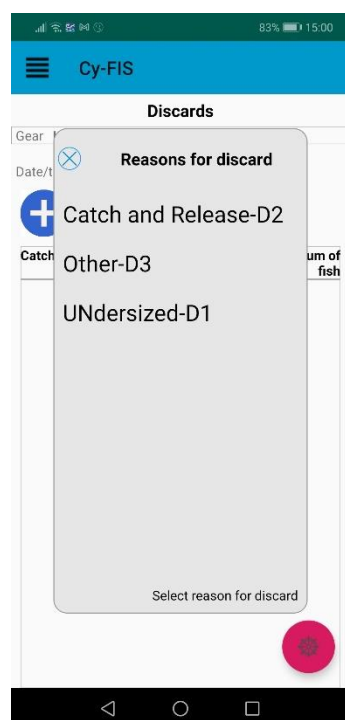 83% 15:00
Cy-FIS
Discards
Gear
Date/t
Reasons for discard
Catch and Release-D2
Other-D3
UNdersized-D1
Catch
um of
fish
Select reason for discard